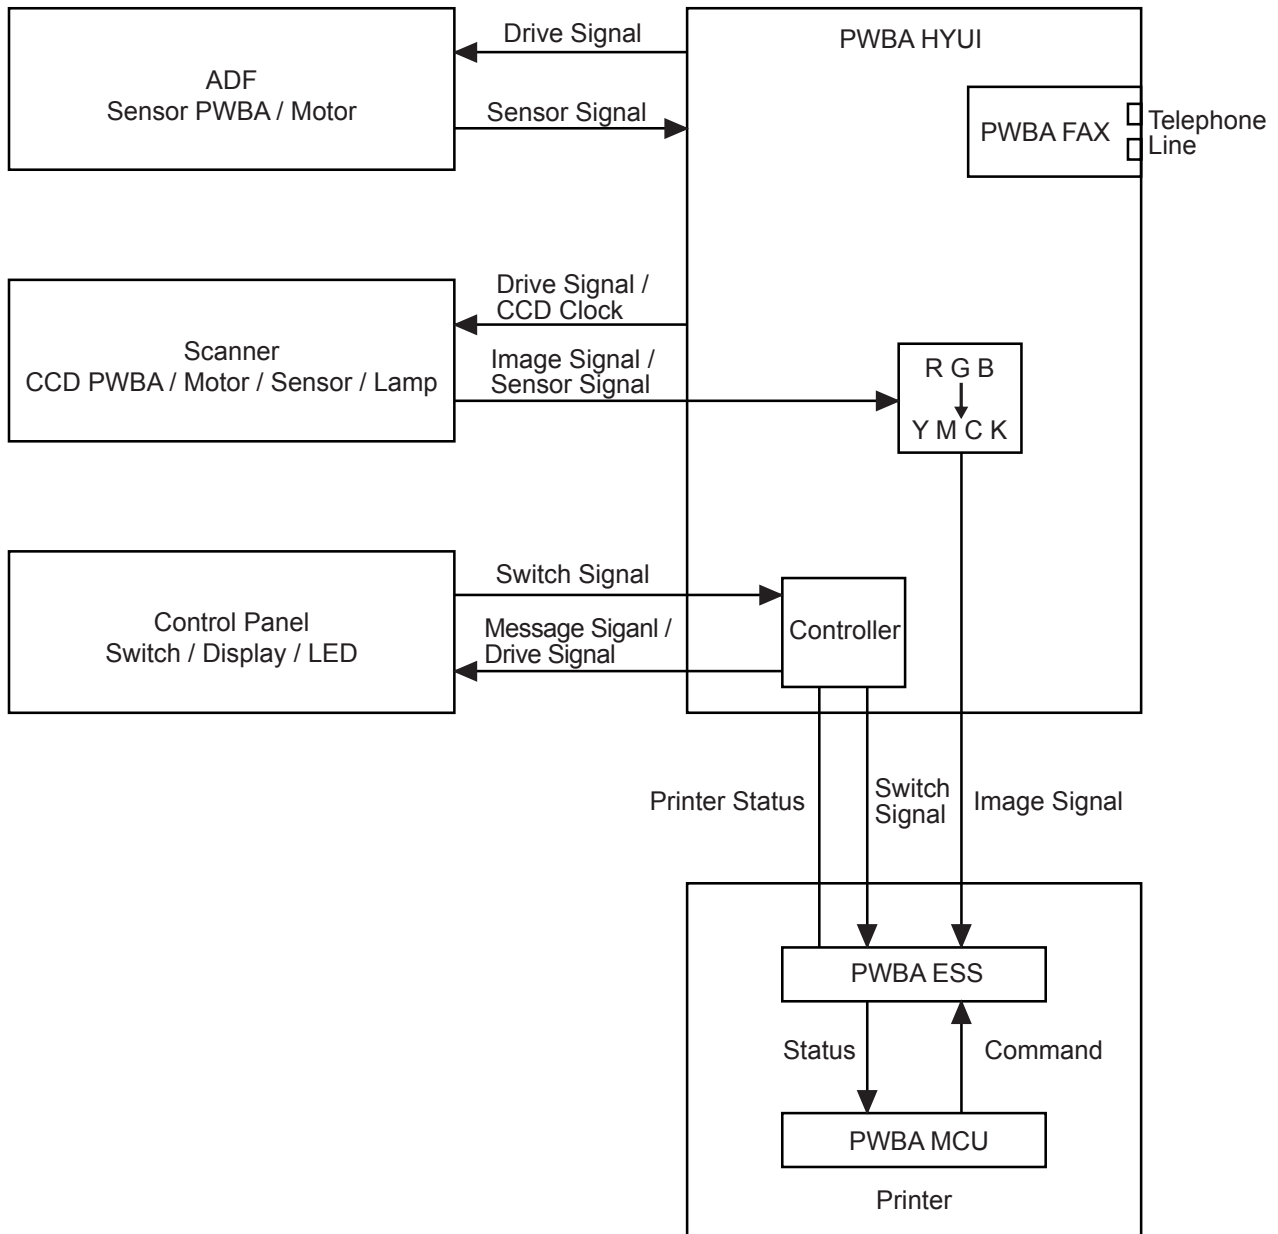 Drive Signal
PWBA HYUI
ADF
Sensor PWBA / Motor
Sensor Signal
PWBA FAX
Telephone
Line
Drive Signal /
CCD Clock
Scanner
CCD PWBA / Motor / Sensor / Lamp
Image Signal /
Sensor Signal
R G B
Y M C K
Switch Signal
Control Panel
Switch / Display / LED
Message Siganl /
Drive Signal
Controller
Printer Status
Switch
Signal
Image Signal
PWBA ESS
Status
Command
PWBA MCU
Printer